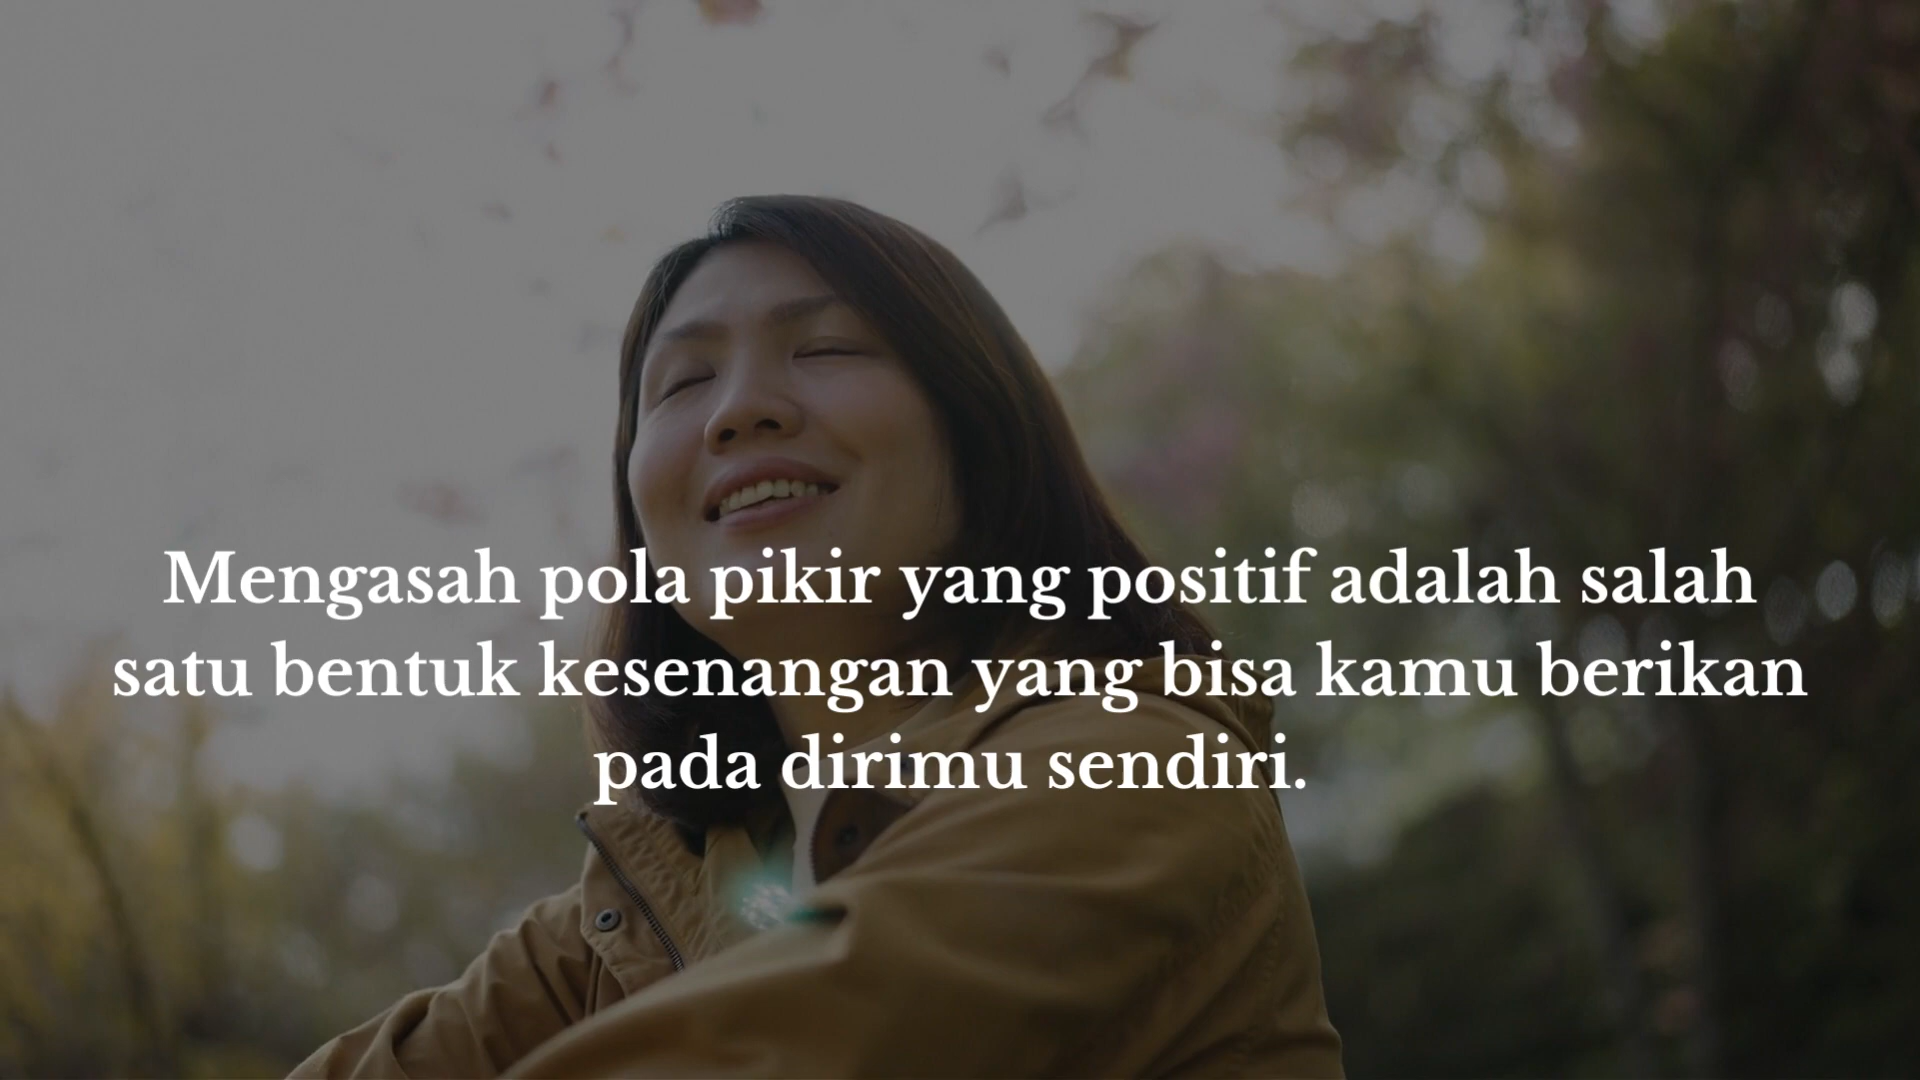 Mengasah pola pikir yang positif adalah salah
satu bentuk kesenangan yang bisa kamu berikan
pada dirimu sendiri.